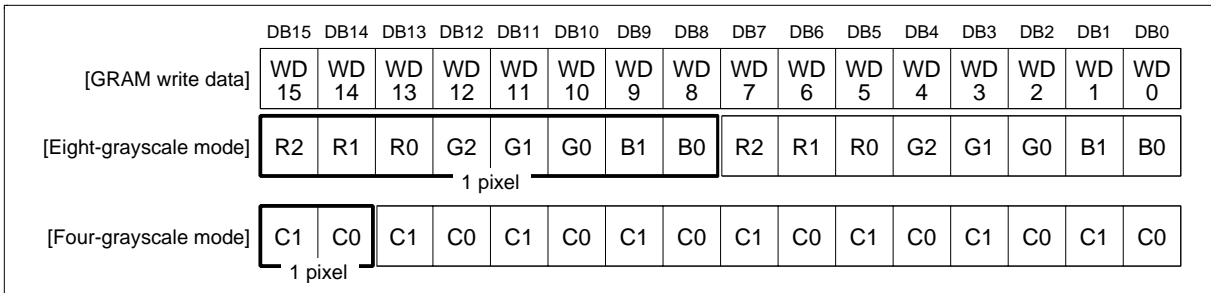 DB15 DB14 DB13 DB12 DB11 DB10 DB9 DB8 DB7 DB6 DB5 DB4 DB3 DB2 DB1 DB0
[GRAM write data] WD 15 WD 14 WD 13 WD 12 WD 11 WD 10 WD 9 WD 8 WD 7 WD 6 WD 5 WD 4 WD 3 WD 2 WD 1 WD 0
[Eight-grayscale mode] R2 R1 R0 G2 G1 G0 B1 B0 R2 R1 R0 G2 G1 G0 B1 B0
1 pixel
[Four-grayscale mode] C1 C0 C1 C0 C1 C0 C1 C0 C1 C0 C1 C0 C1 C0 C1 C0
1 pixel